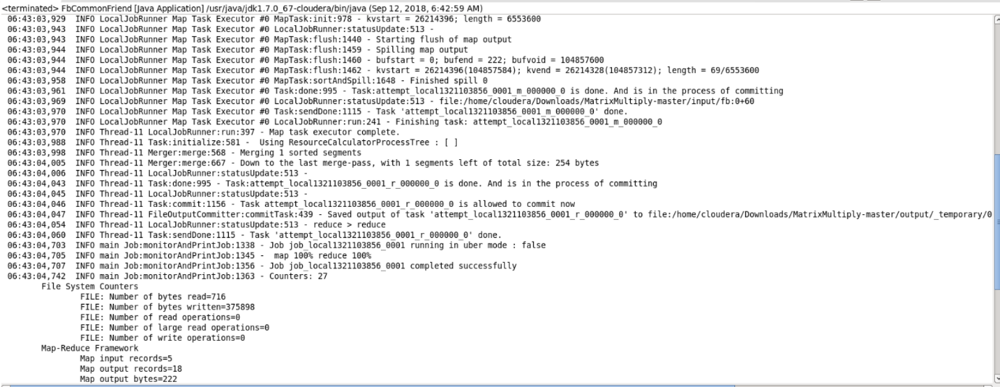 <terminated> FbCommonFriend [Java Application] /usr/java/jdk1.7.0_67-cloudera/bin/java (Sep 12, 2018, 6:42:59 AM)
06:43:03,929 INFO LocalJobRunner Map Task Executor #0 MapTask:init:978 - kvstart = 26214396; length = 6553600
06:43:03,943 INFO LocalJobRunner Map Task Executor #0 LocalJobRunner:statusUpdate:513 -
06:43:03,943 INFO LocalJobRunner Map Task Executor #0 MapTask:flush:1440 - Starting flush of map output
06:43:03,944 INFO LocalJobRunner Map Task Executor #0 MapTask:flush:1459 - Spilling map output
06:43:03,944 INFO LocalJobRunner Map Task Executor #0 MapTask:flush:1460 - bufstart = 0; bufend = 222; bufvoid = 104857600
06:43:03,944 INFO LocalJobRunner Map Task Executor #0 MapTask:flush:1462 - kvstart = 26214396(104857584); kvend = 26214328(104857312); length = 69/6553600
06:43:03,958 INFO LocalJobRunner Map Task Executor #0 MapTask:sortAndSpill:1648 - Finished spill 0
06:43:03,961 INFO LocalJobRunner Map Task Executor #0 Task:done:995 - Task:attempt_local1321103856_0001_m_000000_0 is done. And is in the process of committing
06:43:03,969 INFO LocalJobRunner Map Task Executor #0 LocalJobRunner:statusUpdate:513 - file:/home/cloudera/Downloads/MatrixMultiply-master/input/fb:0+60
06:43:03,970 INFO LocalJobRunner Map Task Executor #0 Task:sendDone:1115 - Task 'attempt_local1321103856_0001_m_000000_0' done.
06:43:03,970 INFO LocalJobRunner Map Task Executor #0 LocalJobRunner:run:241 - Finishing task: attempt_local1321103856_0001_m_000000_0
06:43:03,970 INFO Thread-11 LocalJobRunner:run:397 - Map task executor complete.
06:43:03,988 INFO Thread-11 Task:initialize:581 - Using ResourceCalculatorProcessTree : [ ]
06:43:03,998 INFO Thread-11 Merger:merge:568 - Merging 1 sorted segments
06:43:04,005 INFO Thread-11 Merger:merge:667 - Down to the last merge-pass, with 1 segments left of total size: 254 bytes
06:43:04,006 INFO Thread-11 LocalJobRunner:statusUpdate:513 -
06:43:04,043 INFO Thread-11 Task:done:995 - Task:attempt_local1321103856_0001_r_000000_0 is done. And is in the process of committing
06:43:04,045 INFO Thread-11 LocalJobRunner:statusUpdate:513 -
06:43:04,046 INFO Thread-11 Task:commit:1156 - Task attempt_local1321103856_0001_r_000000_0 is allowed to commit now
06:43:04,047 INFO Thread-11 FileOutputCommitter:commitTask:439 - Saved output of task 'attempt_local1321103856_0001_r_000000_0' to file:/home/cloudera/Downloads/MatrixMultiply-master/output/_temporary/0
06:43:04,054 INFO Thread-11 LocalJobRunner:statusUpdate:513 - reduce > reduce
06:43:04,060 INFO Thread-11 Task:sendDone:1115 - Task 'attempt_local1321103856_0001_r_000000_0' done.
06:43:04,703 INFO main Job:monitorAndPrintJob:1338 - Job job_local1321103856_0001 running in uber mode : false
06:43:04,705 INFO main Job:monitorAndPrintJob:1345 - map 100% reduce 100%
06:43:04,707 INFO main Job:monitorAndPrintJob:1356 - Job job_local1321103856_0001 completed successfully
06:43:04,742 INFO main Job:monitorAndPrintJob:1363 - Counters: 27
File System Counters
FILE: Number of bytes read=716
FILE: Number of bytes written=375898
FILE: Number of read operations=0
FILE: Number of large read operations=0
FILE: Number of write operations=0
Map-Reduce Framework
Map input records=5
Map output records=18
Map output bytes=222